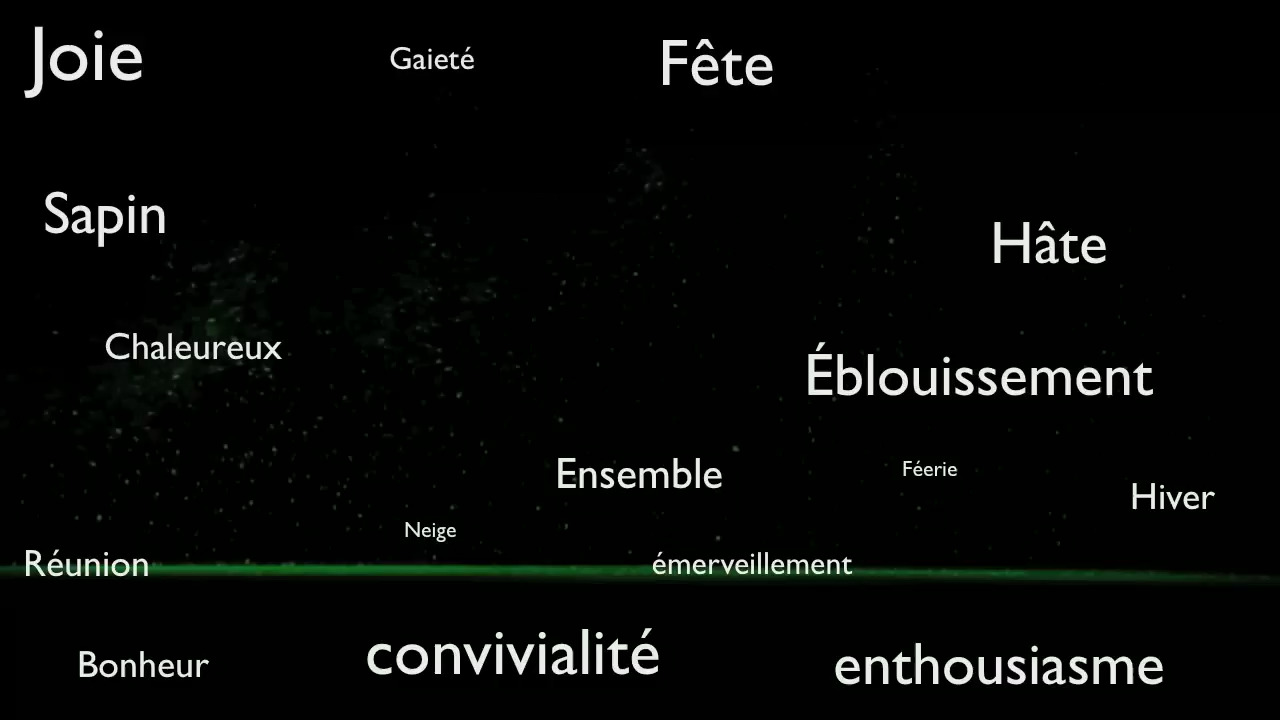 Joie
Gaieté
Fête
Sapin
Hâte
Chaleureux
Éblouissement
Ensemble
Féerie
Hiver
Neige
Réunion
émerveillement
Bonheur
convivialité
enthousiasme